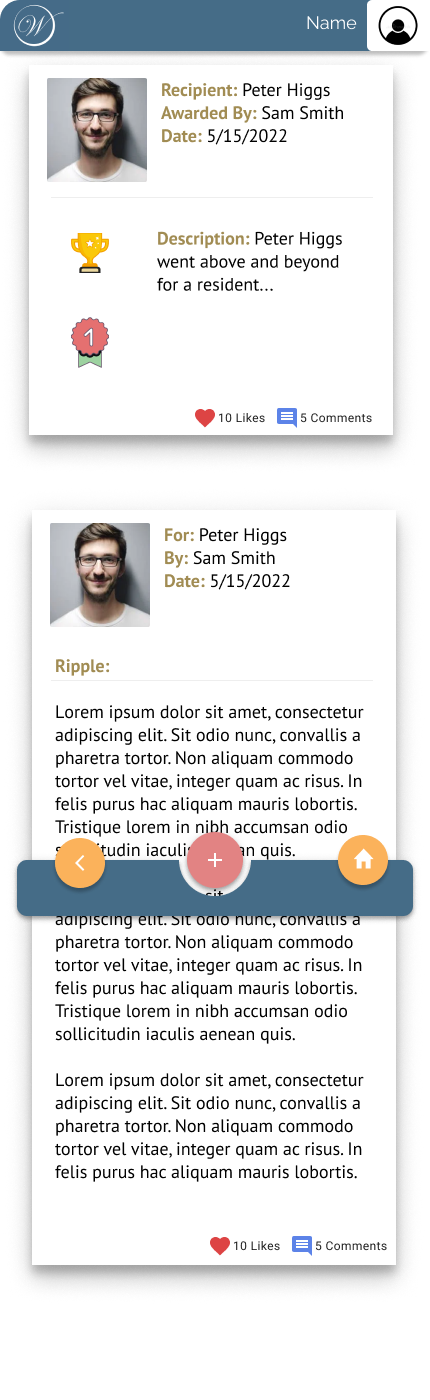 W
Name
Recipient: Peter Higgs
Awarded By: Sam Smith
Date: 5/15/2022
Description: Peter Higgs
went above and beyond
for a resident...
1
10 Likes
5 Comments
For: Peter Higgs
By: Sam Smith
Date: 5/15/2022
Ripple:
Lorem ipsum dolor sit amet, consectetur
adipiscing elit. Sit odio nunc, convallis a
pharetra tortor. Non aliquam commodo
tortor vel vitae, integer quam ac risus. In
felis purus hac aliquam mauris lobortis.
Tristique lorem in nibh accumsan odio
iaculis quis.
sit
adipiscing elit. Sit odio nunc, convallis a
pharetra tortor. Non aliquam commodo
tortor vel vitae, integer quam ac risus. In
felis purus hac aliquam mauris lobortis.
Tristique lorem in nibh accumsan odio
sollicitudin iaculis aenean quis.
Lorem ipsum dolor sit amet, consectetur
adipiscing elit. Sit odio nunc, convallis a
pharetra tortor. Non aliquam commodo
tortor vel vitae, integer quam ac risus. In
felis purus hac aliquam mauris lobortis.
10 Likes
5 Comments